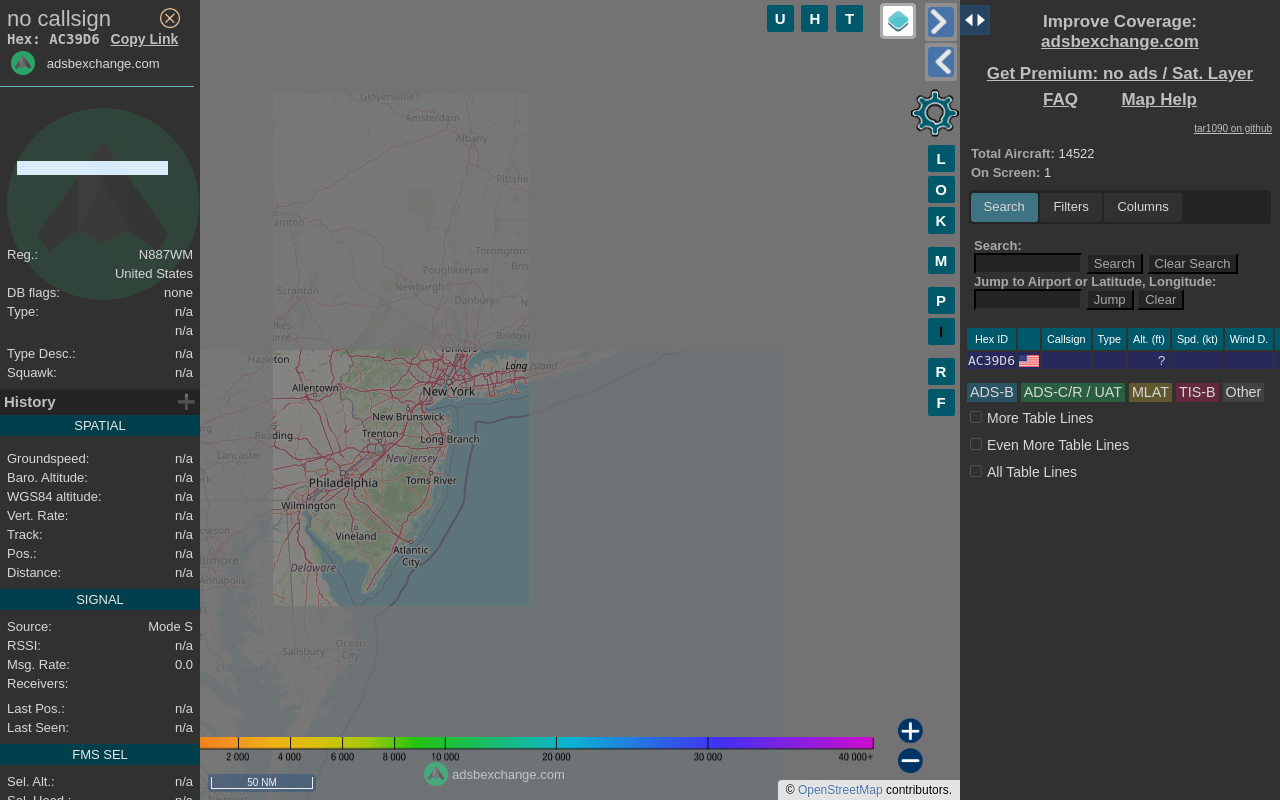 no callsign
Hex: AC39D6 Copy Link
adsbexchange.com
Reg.: N887WM
United States
DB flags: none
Type: n/a
n/a
Type Desc.: n/a
Squawk: n/a
History
SPATIAL
Groundspeed: n/a
Baro. Altitude: n/a
WGS84 altitude: n/a
Vert. Rate: n/a
Track: n/a
Pos.: n/a
Distance: n/a
SIGNAL
Source: Mode S
RSSI: n/a
Msg. Rate: 0.0
Receivers:
Last Pos.: n/a
Last Seen: n/a
FMS SEL
Sel. Alt.: n/a
Sel. Head.: n/a
U H T
L
O
K
M
P
I
R
F
Gloversville
Amsterdam
Albany
Pittsfie
Torrington
Poughkeepsie
Newburgh
Scranton
Danbury
Bridgep
Yonkers
Hazleton
Long Island
Allentown
New York
New Brunswick
Reading
Trenton
Long Branch
Lancaster
New Jersey
Philadelphia
Toms River
Wilmington
Vineland
Atlantic
City
Delaware
Annapolis
Ocean
City
Salisbury
Cambridge
2 000 4 000 6 000 8 000 10 000 20 000 30 000 40 000+
adsbexchange.com
50 NM
© OpenStreetMap contributors.
Improve Coverage:
adsbexchange.com
Get Premium: no ads / Sat. Layer
FAQ Map Help
tar1090 on github
Total Aircraft: 14522
On Screen: 1
Search Filters Columns
Search:
Search Clear Search
Jump to Airport or Latitude, Longitude:
Jump Clear
Hex ID Callsign Type Alt. (ft) Spd. (kt) Wind D.
AC39D6 ?
ADS-B ADS-C/R / UAT MLAT TIS-B Other
More Table Lines
Even More Table Lines
All Table Lines